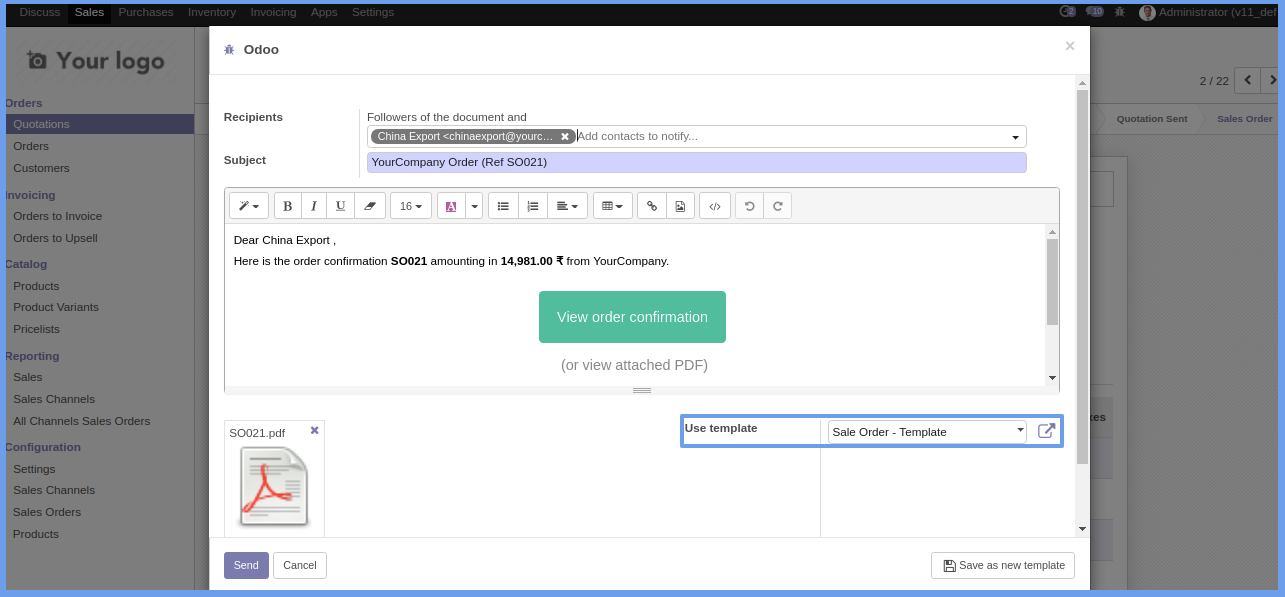 Discuss Sales Purchases Inventory Invoicing Apps Settings 2 10 Administrator (v11_def
Your logo
Orders
Quotations
Orders
Customers
Invoicing
Orders to Invoice
Orders to Upsell
Catalog
Products
Product Variants
Pricelists
Reporting
Sales
Sales Channels
All Channels Sales Orders
Configuration
Settings
Sales Channels
Sales Orders
Products
2 / 22
Quotation Sent Sales Order
xes
Odoo ×
Recipients
Followers of the document and
China Export <chinaexport@yourc... ✖ Add contacts to notify...
Subject YourCompany Order (Ref SO021)
B I U 16 A </>
Dear China Export ,
Here is the order confirmation SO021 amounting in 14,981.00 ₹ from YourCompany.
View order confirmation
(or view attached PDF)
SO021.pdf ✖
Use template Sale Order - Template
Send Cancel Save as new template